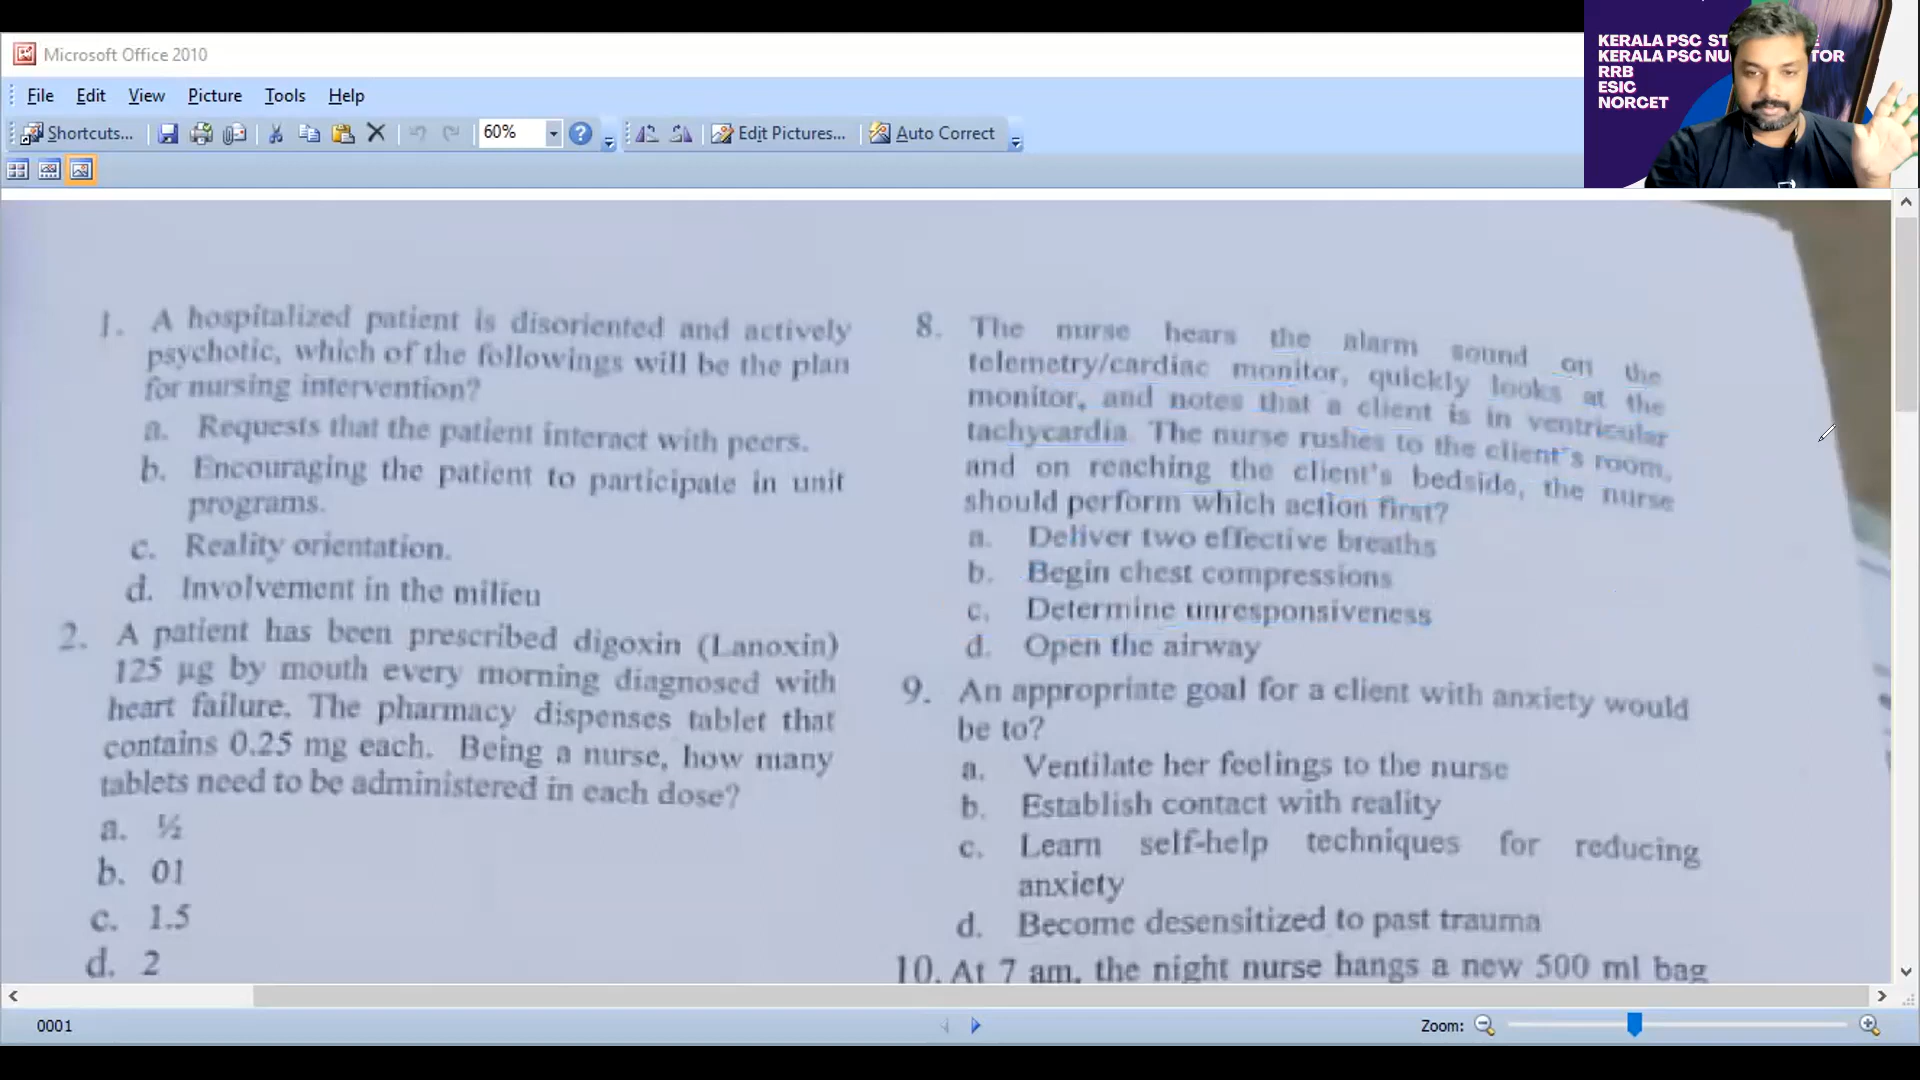 Microsoft Office 2010
File Edit View Picture Tools Help
Shortcuts... 60% Edit Pictures... Auto Correct
KERALA PSC ST
KERALA PSC NU TOR
RRB
ESIC
NORCET
1. A hospitalized patient is disoriented and actively
psychotic, which of the followings will be the plan
for nursing intervention?
a. Requests that the patient interact with peers.
b. Encouraging the patient to participate in unit
programs.
c. Reality orientation.
d. Involvement in the milieu
2. A patient has been prescribed digoxin (Lanoxin)
125 µg by mouth every morning diagnosed with
heart failure. The pharmacy dispenses tablet that
contains 0.25 mg each. Being a nurse, how many
tablets need to be administered in each dose?
a. ½
b. 01
c. 1.5
d. 2
8. The nurse hears the alarm sound on the
telemetry/cardiac monitor, quickly looks at the
monitor, and notes that a client is in ventricular
tachycardia. The nurse rushes to the client's room,
and on reaching the client's bedside, the nurse
should perform which action first?
a. Deliver two effective breaths
b. Begin chest compressions
c. Determine unresponsiveness
d. Open the airway
9. An appropriate goal for a client with anxiety would
be to?
a. Ventilate her feelings to the nurse
b. Establish contact with reality
c. Learn self-help techniques for reducing
anxiety
d. Become desensitized to past trauma
10. At 7 am, the night nurse hangs a new 500 ml bag
0001
Zoom: